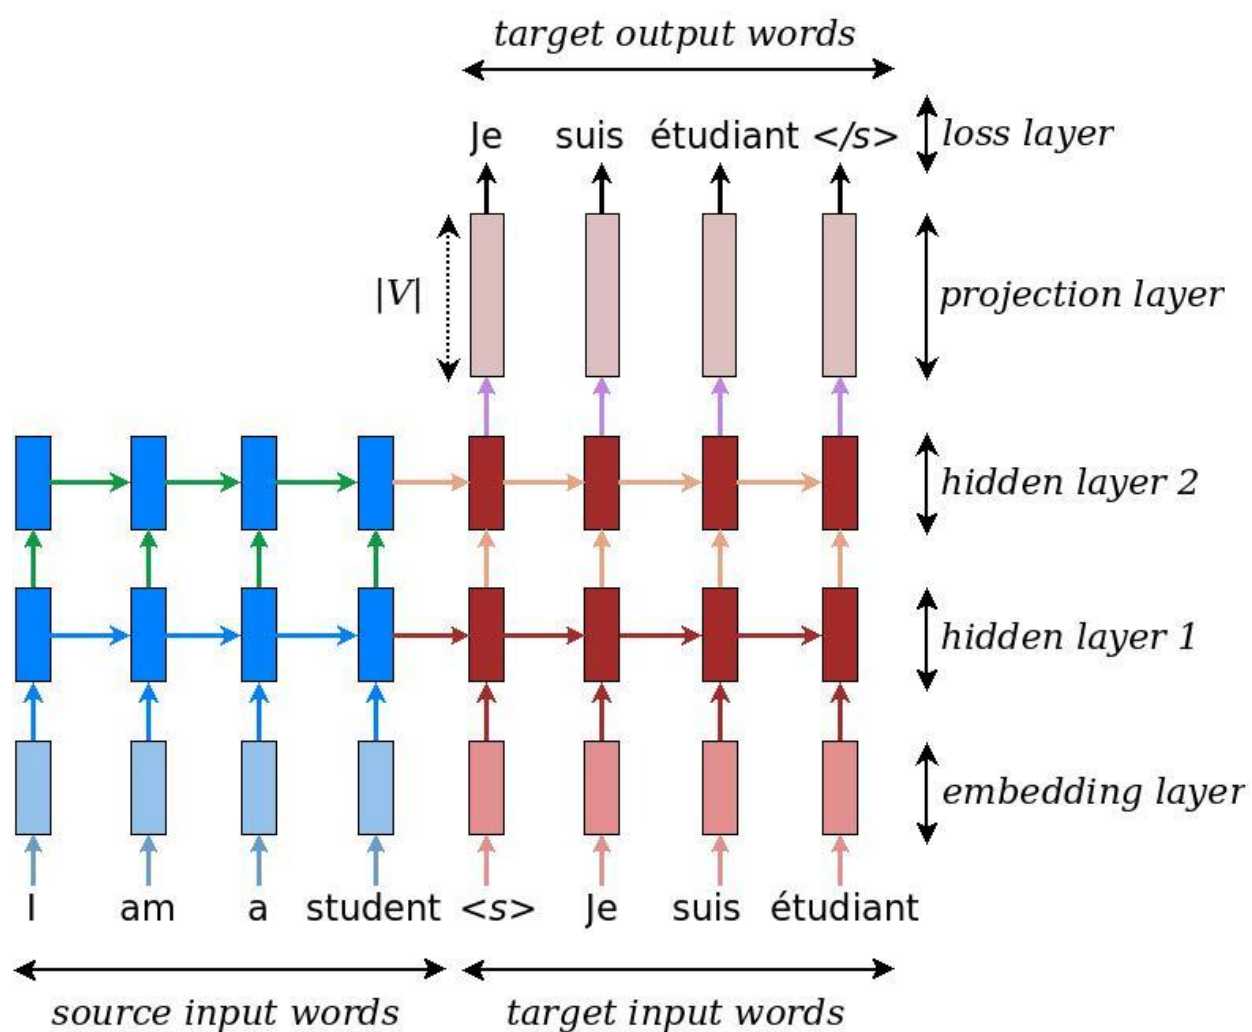 target output words
Je suis étudiant </s> loss layer
|V| projection layer
hidden layer 2
hidden layer 1
embedding layer
I am a student <s> Je suis étudiant
source input words target input words